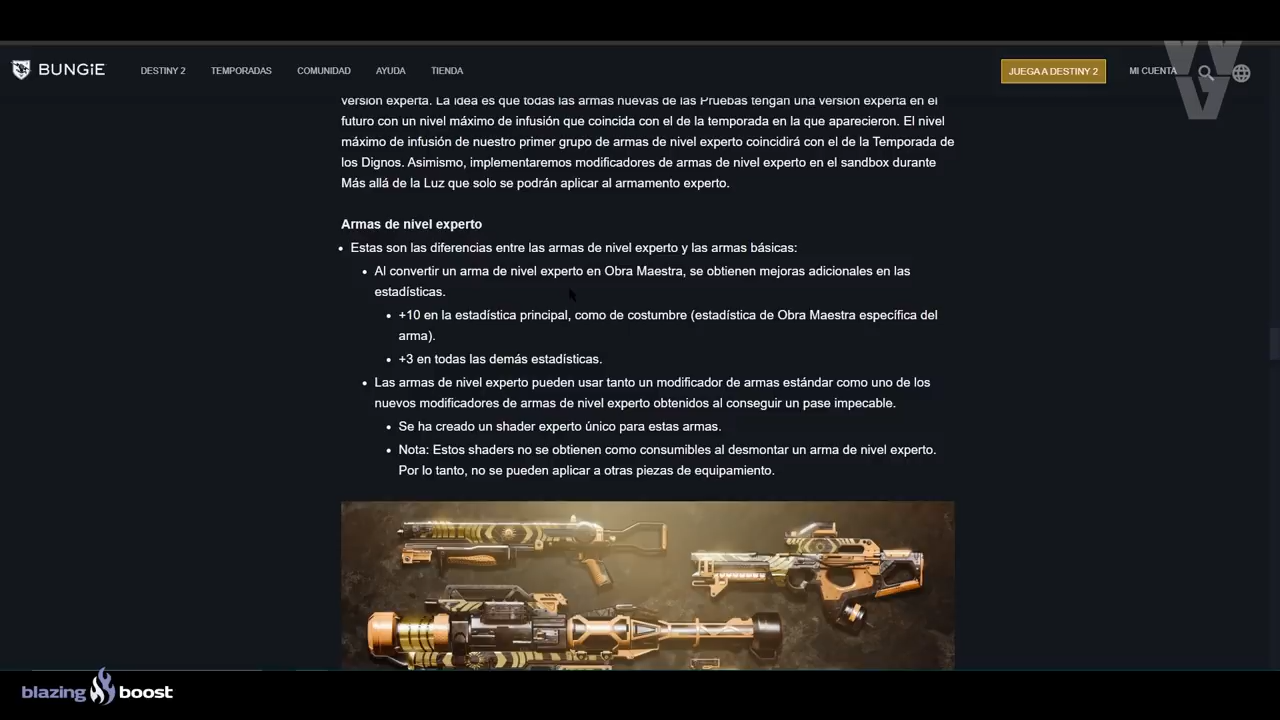 BUNGiE
DESTINY 2
TEMPORADAS
COMUNIDAD
AYUDA
TIENDA
JUEGA A DESTINY 2
MI CUENTA
versión experta. La idea es que todas las armas nuevas de las Pruebas tengan una versión experta en el
futuro con un nivel máximo de infusión que coincida con el de la temporada en la que aparecieron. El nivel
máximo de infusión de nuestro primer grupo de armas de nivel experto coincidirá con el de la Temporada de
los Dignos. Asimismo, implementaremos modificadores de armas de nivel experto en el sandbox durante
Más allá de la Luz que solo se podrán aplicar al armamento experto.
Armas de nivel experto
• Estas son las diferencias entre las armas de nivel experto y las armas básicas:
• Al convertir un arma de nivel experto en Obra Maestra, se obtienen mejoras adicionales en las
estadísticas.
• +10 en la estadística principal, como de costumbre (estadística de Obra Maestra específica del
arma).
• +3 en todas las demás estadísticas.
• Las armas de nivel experto pueden usar tanto un modificador de armas estándar como uno de los
nuevos modificadores de armas de nivel experto obtenidos al conseguir un pase impecable.
• Se ha creado un shader experto único para estas armas.
• Nota: Estos shaders no se obtienen como consumibles al desmontar un arma de nivel experto.
Por lo tanto, no se pueden aplicar a otras piezas de equipamiento.
blazing boost